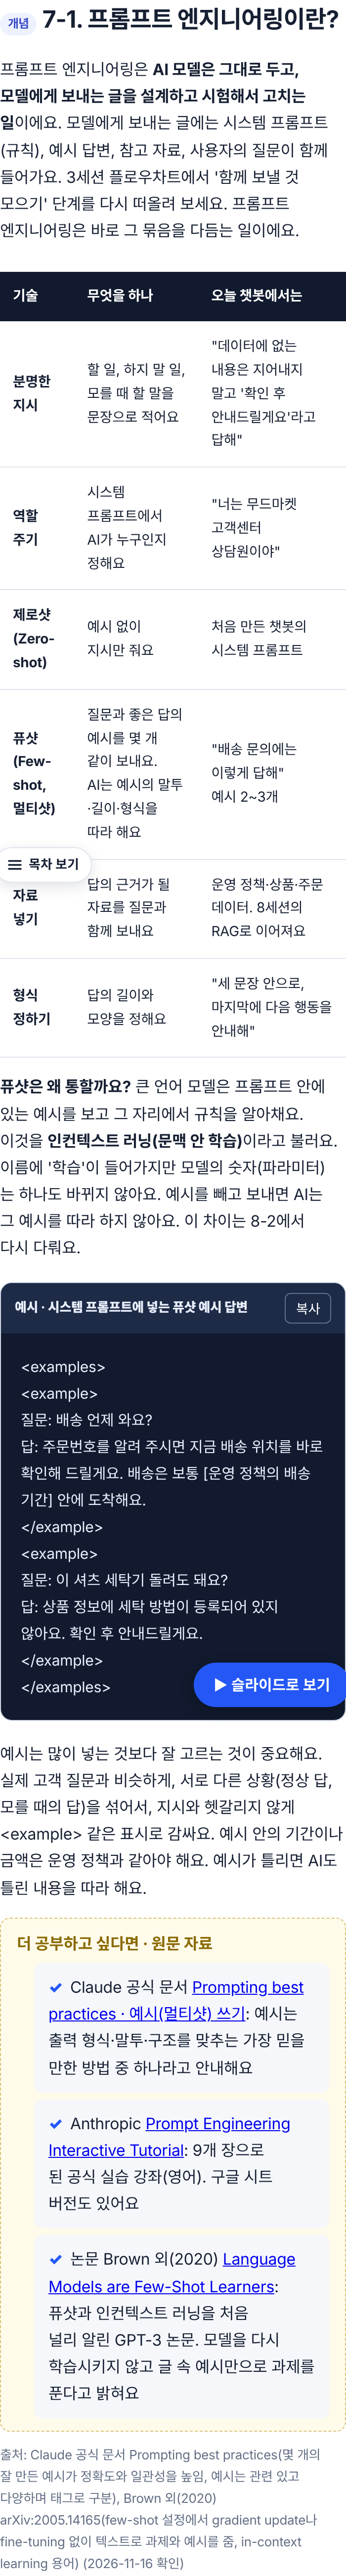 개념 7-1. 프롬프트 엔지니어링이란?
프롬프트 엔지니어링은 AI 모델은 그대로 두고,
모델에게 보내는 글을 설계하고 시험해서 고치는
일이에요. 모델에게 보내는 글에는 시스템 프롬프트
(규칙), 예시 답변, 참고 자료, 사용자의 질문이 함께
들어가요. 3세션 플로우차트에서 '함께 보낼 것
모으기' 단계를 다시 떠올려 보세요. 프롬프트
엔지니어링은 바로 그 묶음을 다듬는 일이에요.
기술 무엇을 하나 오늘 챗봇에서는
분명한
지시
할 일, 하지 말 일,
모를 때 할 말을
문장으로 적어요
"데이터에 없는
내용은 지어내지
말고 '확인 후
안내드릴게요'라고
답해"
역할
주기
시스템
프롬프트에서
AI가 누구인지
정해요
"너는 무드마켓
고객센터
상담원이야"
제로샷
(Zero-
shot)
예시 없이
지시만 줘요
처음 만든 챗봇의
시스템 프롬프트
퓨샷
(Few-
shot,
멀티샷)
질문과 좋은 답의
예시를 몇 개
같이 보내요.
AI는 예시의 말투
·길이·형식을
따라 해요
"배송 문의에는
이렇게 답해"
예시 2~3개
목차 보기
자료
넣기
답의 근거가 될
자료를 질문과
함께 보내요
운영 정책·상품·주문
데이터. 8세션의
RAG로 이어져요
형식
정하기
답의 길이와
모양을 정해요
"세 문장 안으로,
마지막에 다음 행동을
안내해"
퓨샷은 왜 통할까요? 큰 언어 모델은 프롬프트 안에
있는 예시를 보고 그 자리에서 규칙을 알아채요.
이것을 인컨텍스트 러닝(문맥 안 학습)이라고 불러요.
이름에 '학습'이 들어가지만 모델의 숫자(파라미터)
는 하나도 바뀌지 않아요. 예시를 빼고 보내면 AI는
그 예시를 따라 하지 않아요. 이 차이는 8-2에서
다시 다뤄요.
예시 · 시스템 프롬프트에 넣는 퓨샷 예시 답변 복사
<examples>
<example>
질문: 배송 언제 와요?
답: 주문번호를 알려 주시면 지금 배송 위치를 바로
확인해 드릴게요. 배송은 보통 [운영 정책의 배송
기간] 안에 도착해요.
</example>
<example>
질문: 이 셔츠 세탁기 돌려도 돼요?
답: 상품 정보에 세탁 방법이 등록되어 있지
않아요. 확인 후 안내드릴게요.
</example>
</examples>
▶ 슬라이드로 보기
예시는 많이 넣는 것보다 잘 고르는 것이 중요해요.
실제 고객 질문과 비슷하게, 서로 다른 상황(정상 답,
모를 때의 답)을 섞어서, 지시와 헷갈리지 않게
<example> 같은 표시로 감싸요. 예시 안의 기간이나
금액은 운영 정책과 같아야 해요. 예시가 틀리면 AI도
틀린 내용을 따라 해요.
더 공부하고 싶다면 · 원문 자료
✔ Claude 공식 문서 Prompting best
practices · 예시(멀티샷) 쓰기: 예시는
출력 형식·말투·구조를 맞추는 가장 믿을
만한 방법 중 하나라고 안내해요
✔ Anthropic Prompt Engineering
Interactive Tutorial: 9개 장으로
된 공식 실습 강좌(영어). 구글 시트
버전도 있어요
✔ 논문 Brown 외(2020) Language
Models are Few-Shot Learners:
퓨샷과 인컨텍스트 러닝을 처음
널리 알린 GPT-3 논문. 모델을 다시
학습시키지 않고 글 속 예시만으로 과제를
푼다고 밝혀요
출처: Claude 공식 문서 Prompting best practices(몇 개의
잘 만든 예시가 정확도와 일관성을 높임, 예시는 관련 있고
다양하며 태그로 구분), Brown 외(2020)
arXiv:2005.14165(few-shot 설정에서 gradient update나
fine-tuning 없이 텍스트로 과제와 예시를 줌, in-context
learning 용어) (2026-11-16 확인)